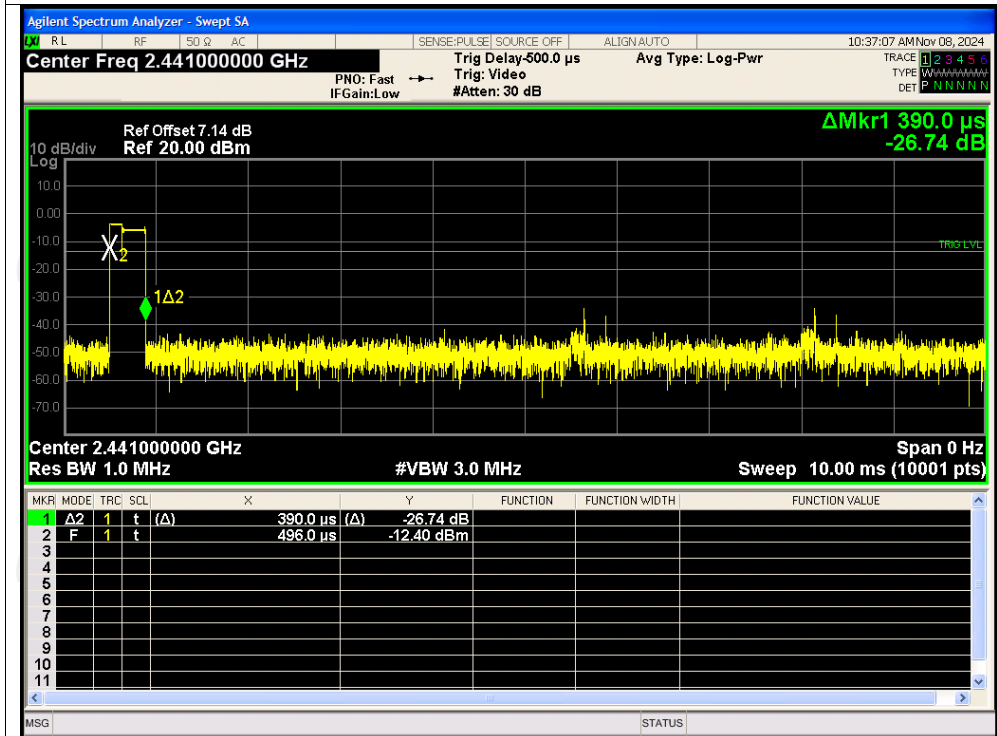 Agilent Spectrum Analyzer - Swept SA
LXI RL RF 50 Ω AC SENSE:PULSE SOURCE OFF ALIGNAUTO 10:37:07 AM Nov 08, 2024
Center Freq 2.441000000 GHz
PNO: Fast
IFGain:Low
Trig Delay-500.0 µs
Trig: Video
#Atten: 30 dB
Avg Type: Log-Pwr
TRACE 1 2 3 4 5 6
TYPE W
DET P N N N N N
ΔMkr1 390.0 µs
-26.74 dB
Ref Offset 7.14 dB
10 dB/div Ref 20.00 dBm
Log
10.0
0.00
-10.0
-20.0
-30.0
-40.0
-50.0
-60.0
-70.0
2
1Δ2
TRIG LVL
Center 2.441000000 GHz Span 0 Hz
Res BW 1.0 MHz #VBW 3.0 MHz Sweep 10.00 ms (10001 pts)
MKR MODE TRC SCL X Y FUNCTION FUNCTION WIDTH FUNCTION VALUE
1 Δ2 1 t (Δ) 390.0 µs (Δ) -26.74 dB
2 F 1 t 496.0 µs -12.40 dBm
3
4
5
6
7
8
9
10
11
MSG STATUS